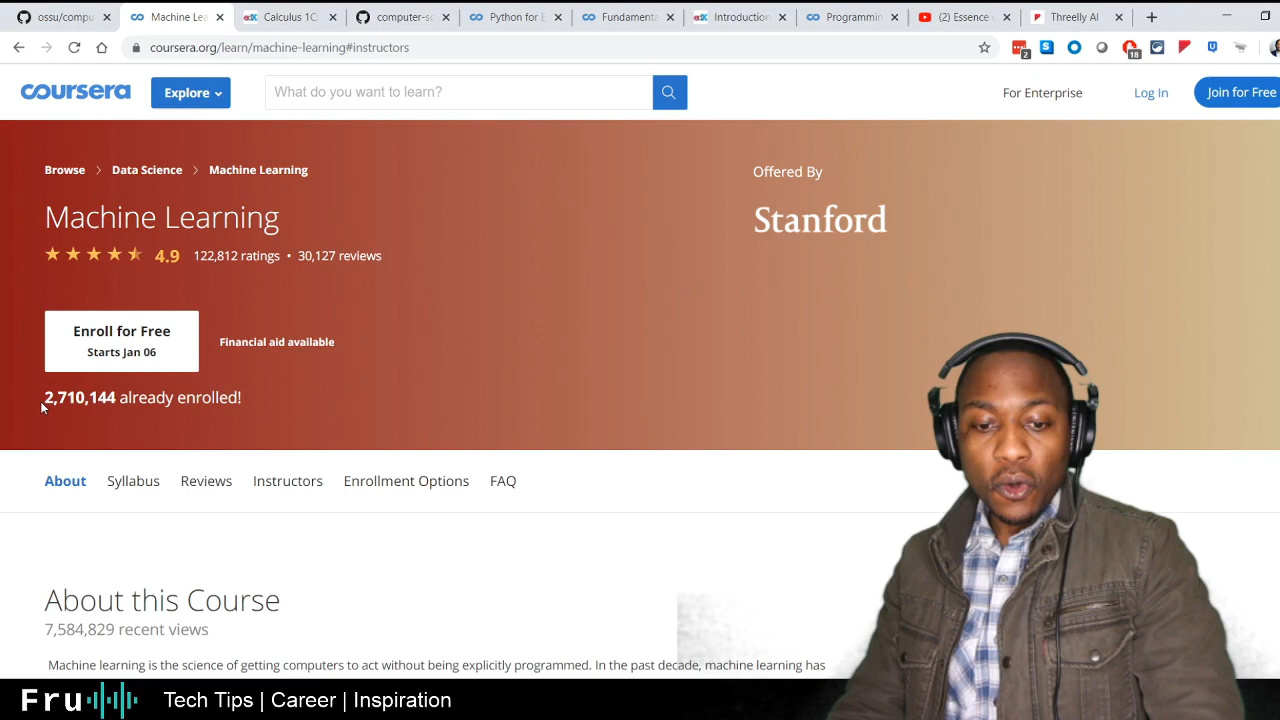 ossu/compu
Machine Lea
Calculus 1C:
computer-sc
Python for E
Fundamenta
Introduction
Programmin
(2) Essence o
Threelly AI
coursera.org/learn/machine-learning#instructors
2
18
coursera
Explore
What do you want to learn?
For Enterprise
Log In
Join for Free
Browse > Data Science > Machine Learning
Offered By
Machine Learning
Stanford
4.9 122,812 ratings • 30,127 reviews
Enroll for Free
Starts Jan 06
Financial aid available
2,710,144 already enrolled!
About Syllabus Reviews Instructors Enrollment Options FAQ
About this Course
7,584,829 recent views
Machine learning is the science of getting computers to act without being explicitly programmed. In the past decade, machine learning has
Fru Tech Tips | Career | Inspiration